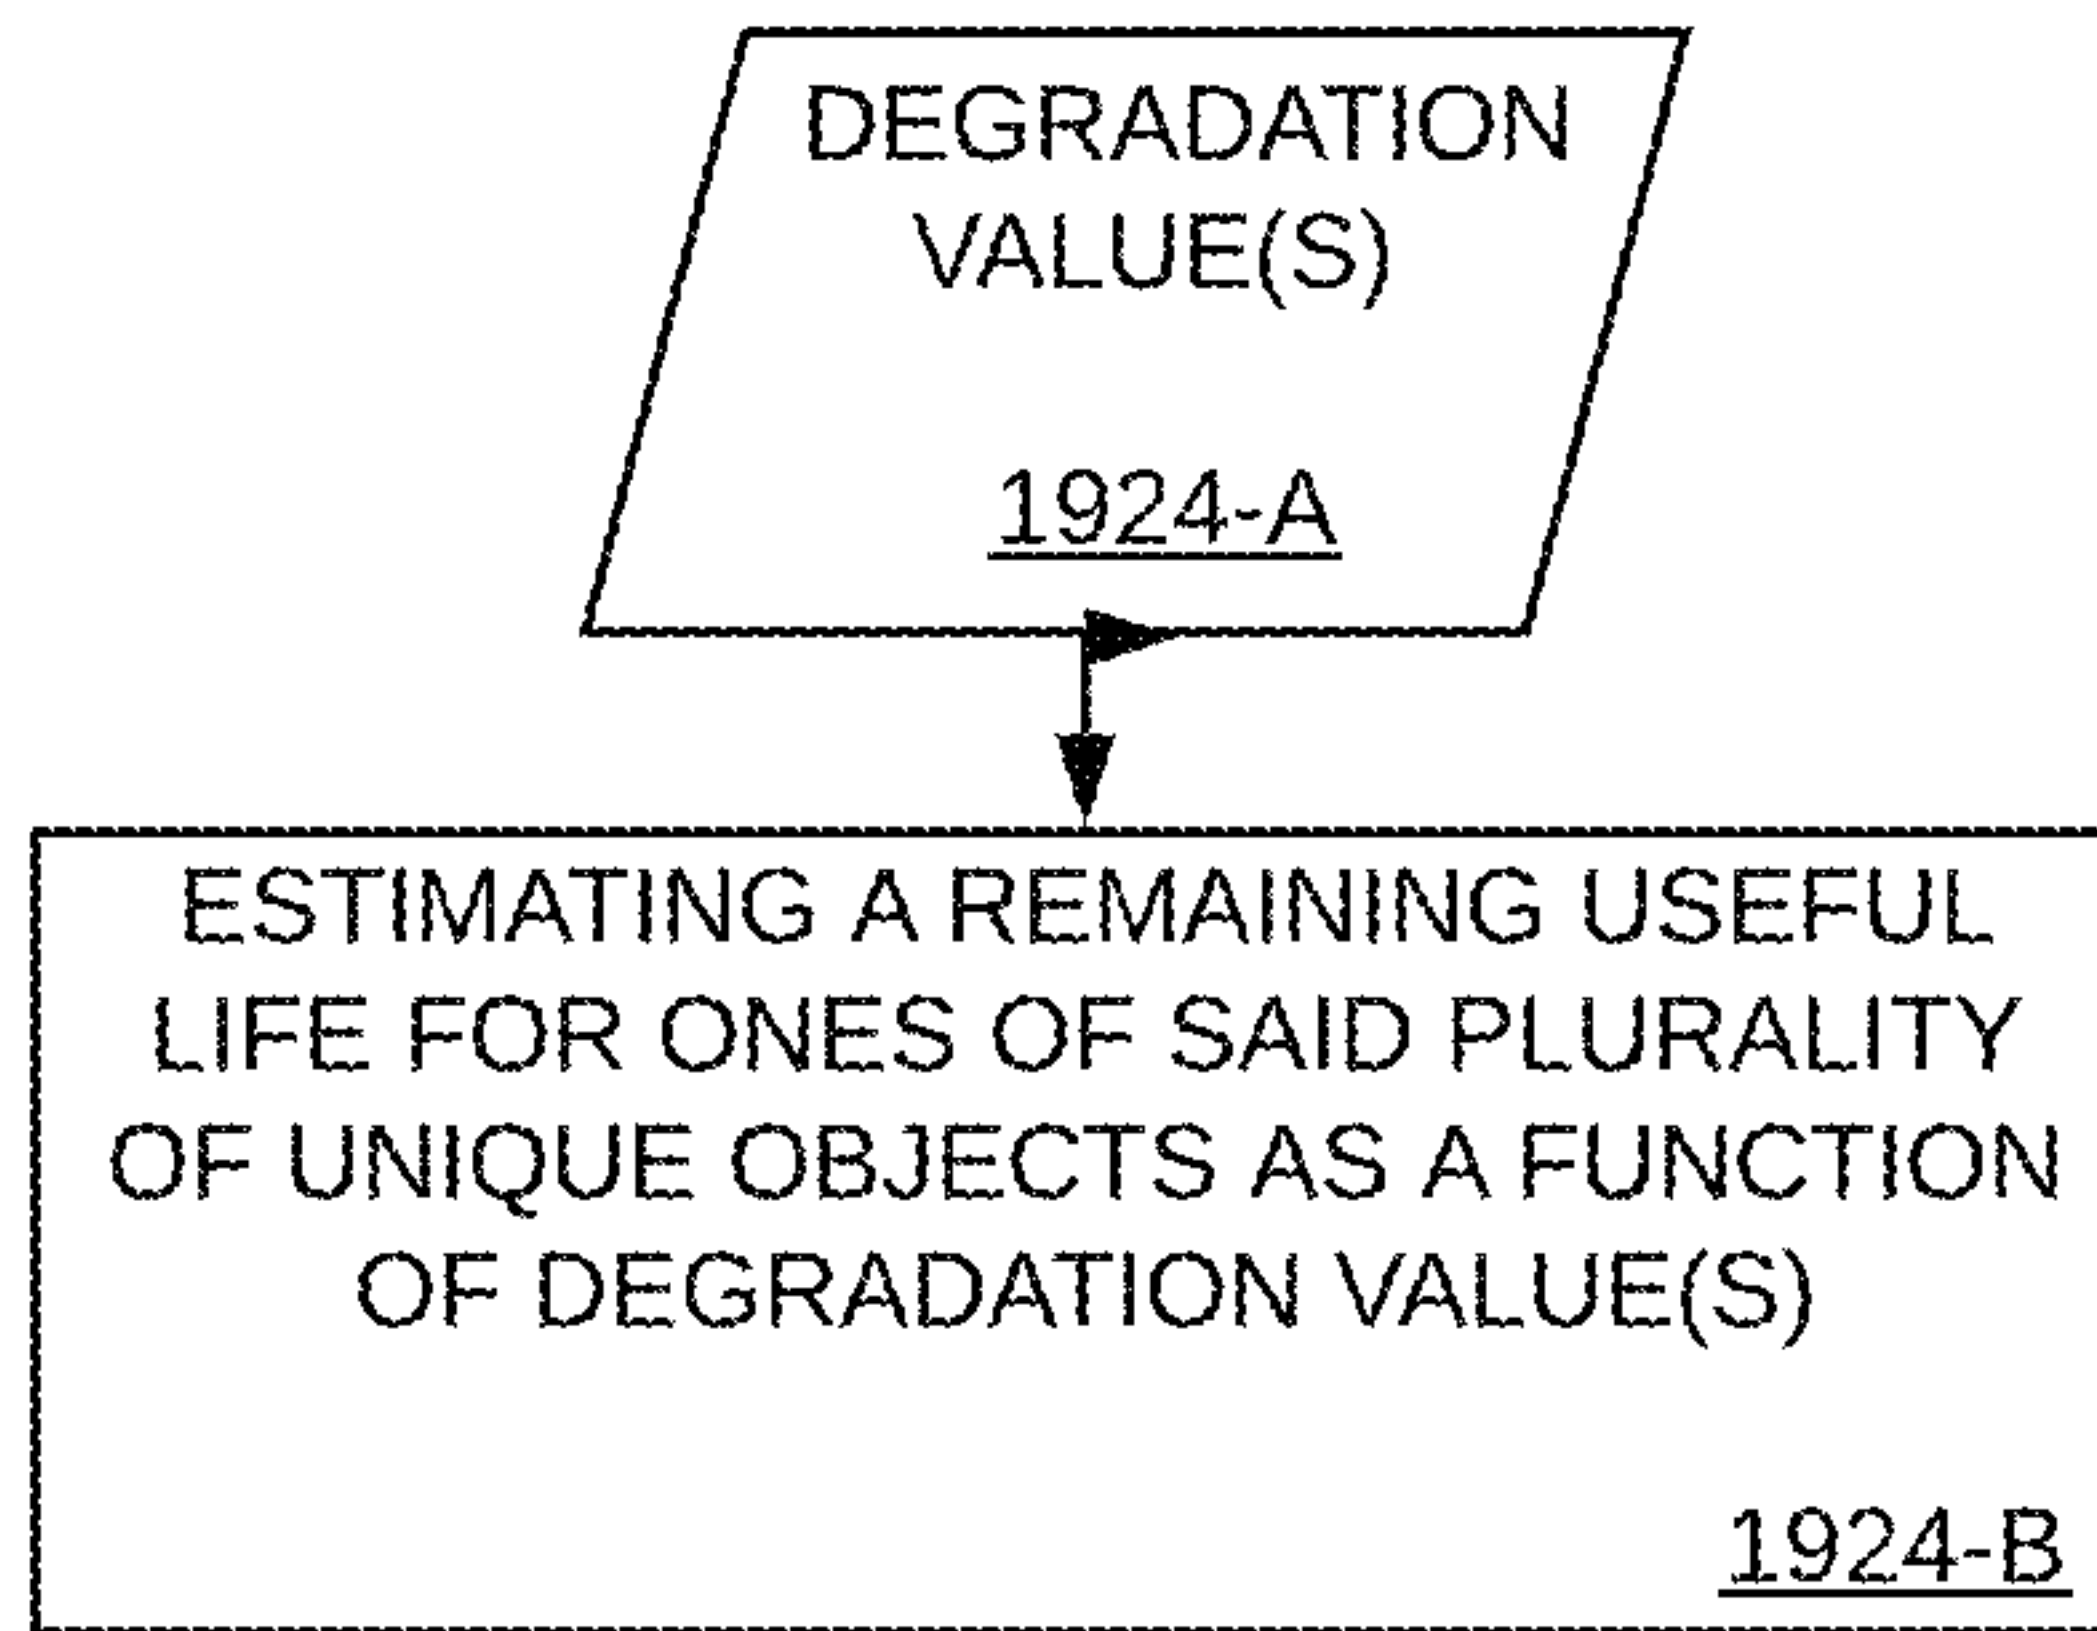 DEGRADATION
VALUE(S)
1924-A
ESTIMATING A REMAINING USEFUL
LIFE FOR ONES OF SAID PLURALITY
OF UNIQUE OBJECTS AS A FUNCTION
OF DEGRADATION VALUE(S)
1924-B